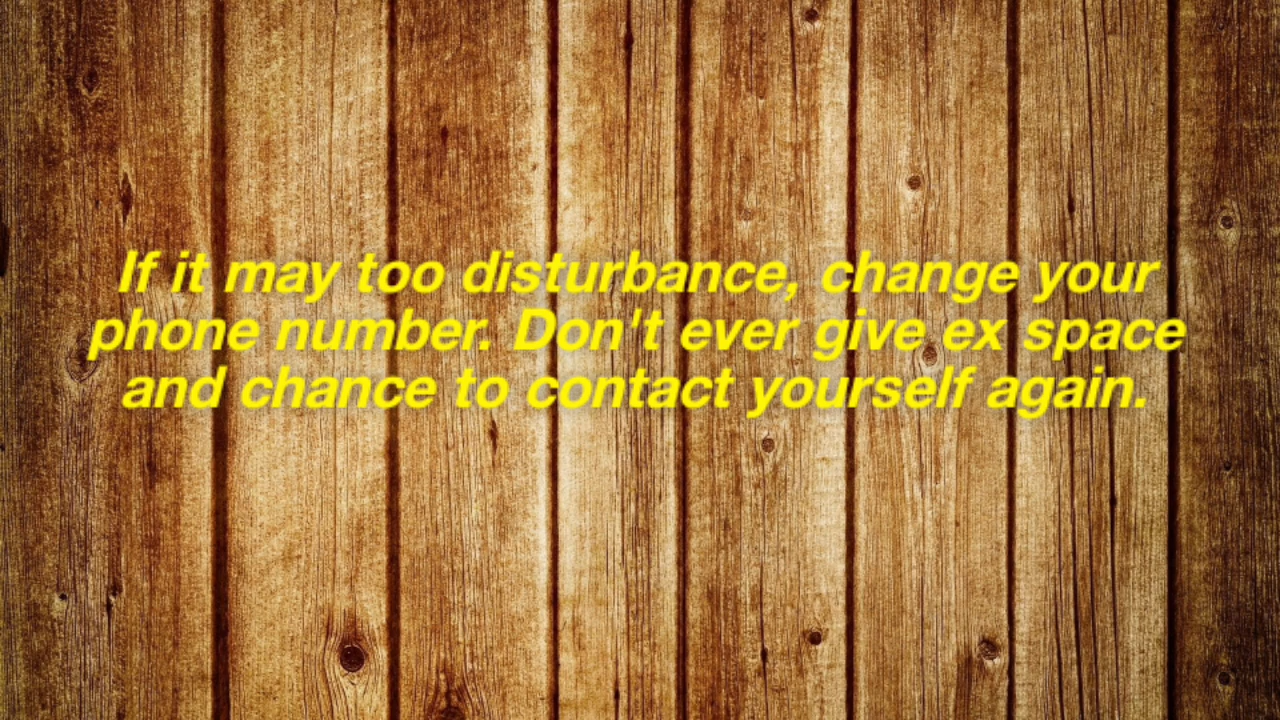 If it may too disturbance, change your
phone number. Don't ever give ex space
and chance to contact yourself again.